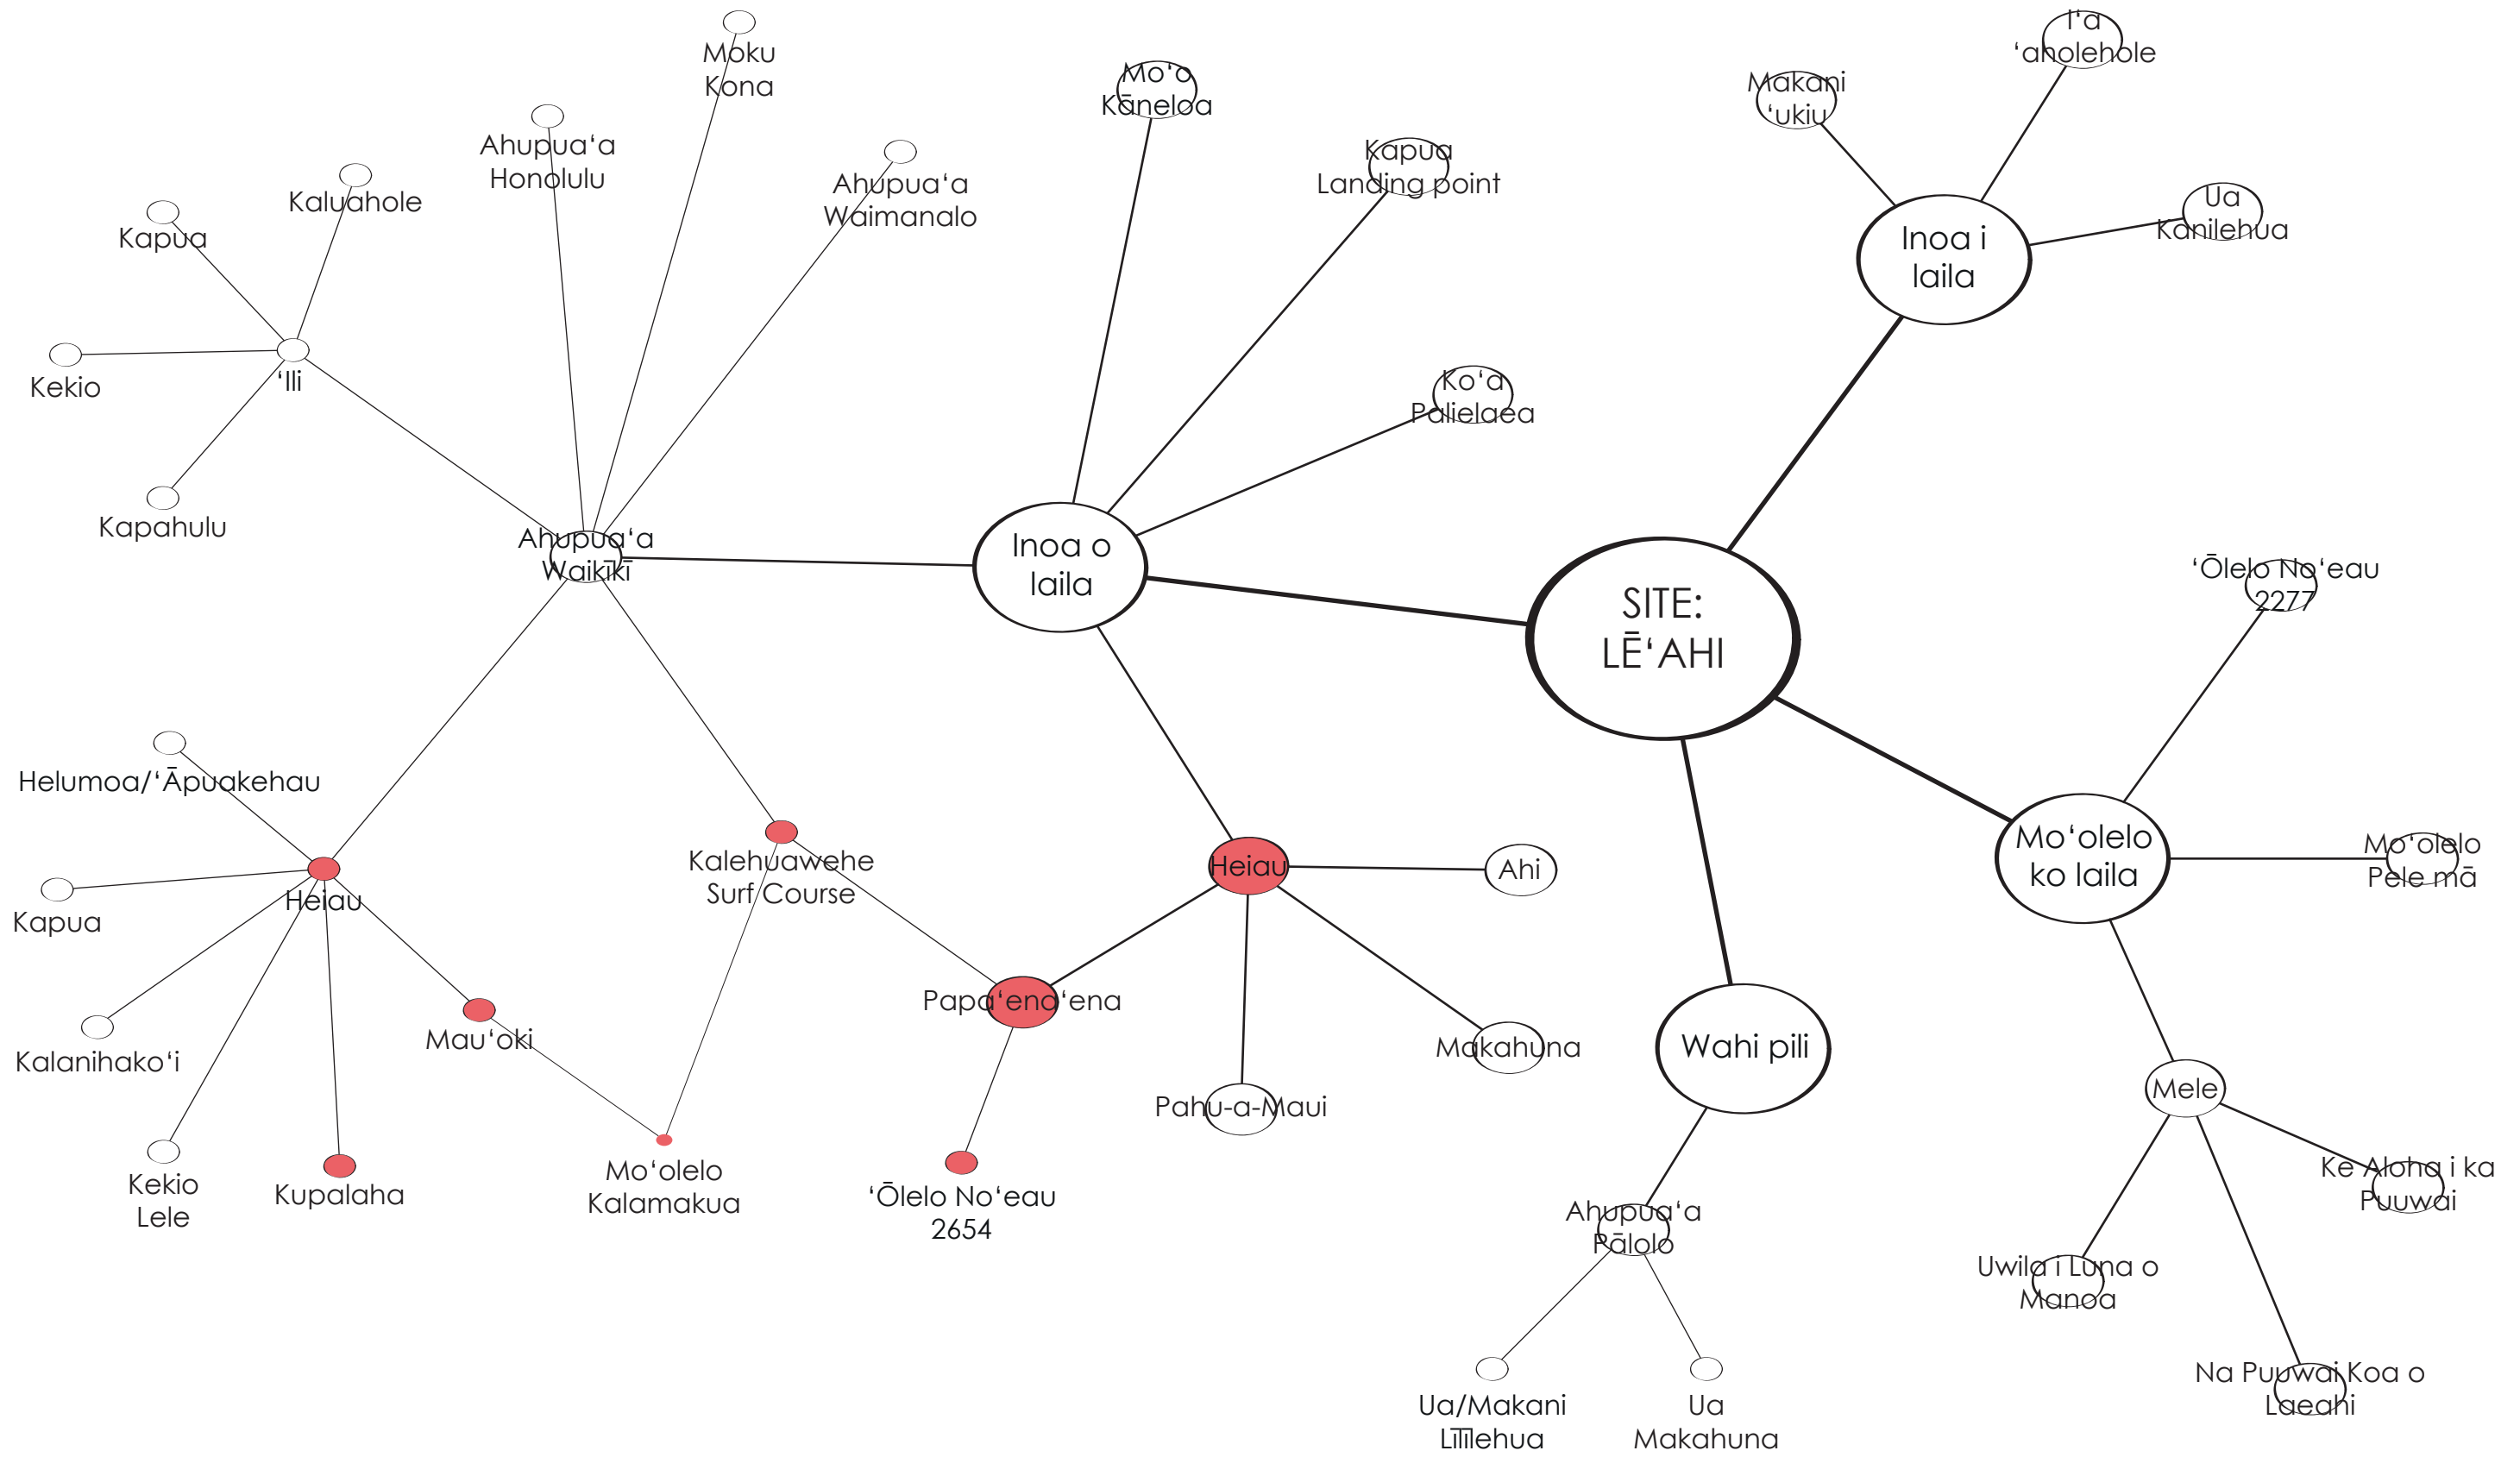 Moku
Kona
Ahupuaʻa
Honolulu
Ahupuaʻa
Waimanalo
Kaluahole
Kapua
Kekio
ʻIli
Kapahulu
Moʻo
Kāneloa
Kapua
Landing point
Koʻa
Palielaea
Makani
ʻukiu
Iʻa
ʻaholehole
Ua
Kanilehua
Inoa i
laila
Ahupuaʻa
Waikīkī
Inoa o
laila
SITE:
LĒʻAHI
ʻŌlelo Noʻeau
2277
Moʻolelo
ko laila
Moʻolelo
Pele mā
Helumoa/ʻĀpuakehau
Heiau
Kapua
Kalanihakoʻi
Kekio
Lele
Kupalaha
Mauʻoki
Kalehuawehe
Surf Course
Moʻolelo
Kalamakua
Heiau
Ahi
Papaʻenaʻena
ʻŌlelo Noʻeau
2654
Pahu-a-Maui
Makahuna
Wahi pili
Ahupuaʻa
Pālolo
Ua/Makani
Līlīlehua
Ua
Makahuna
Mele
Ke Aloha i ka
Puuwai
Uwila i Luna o
Manoa
Na Puuwai Koa o
Laeahi